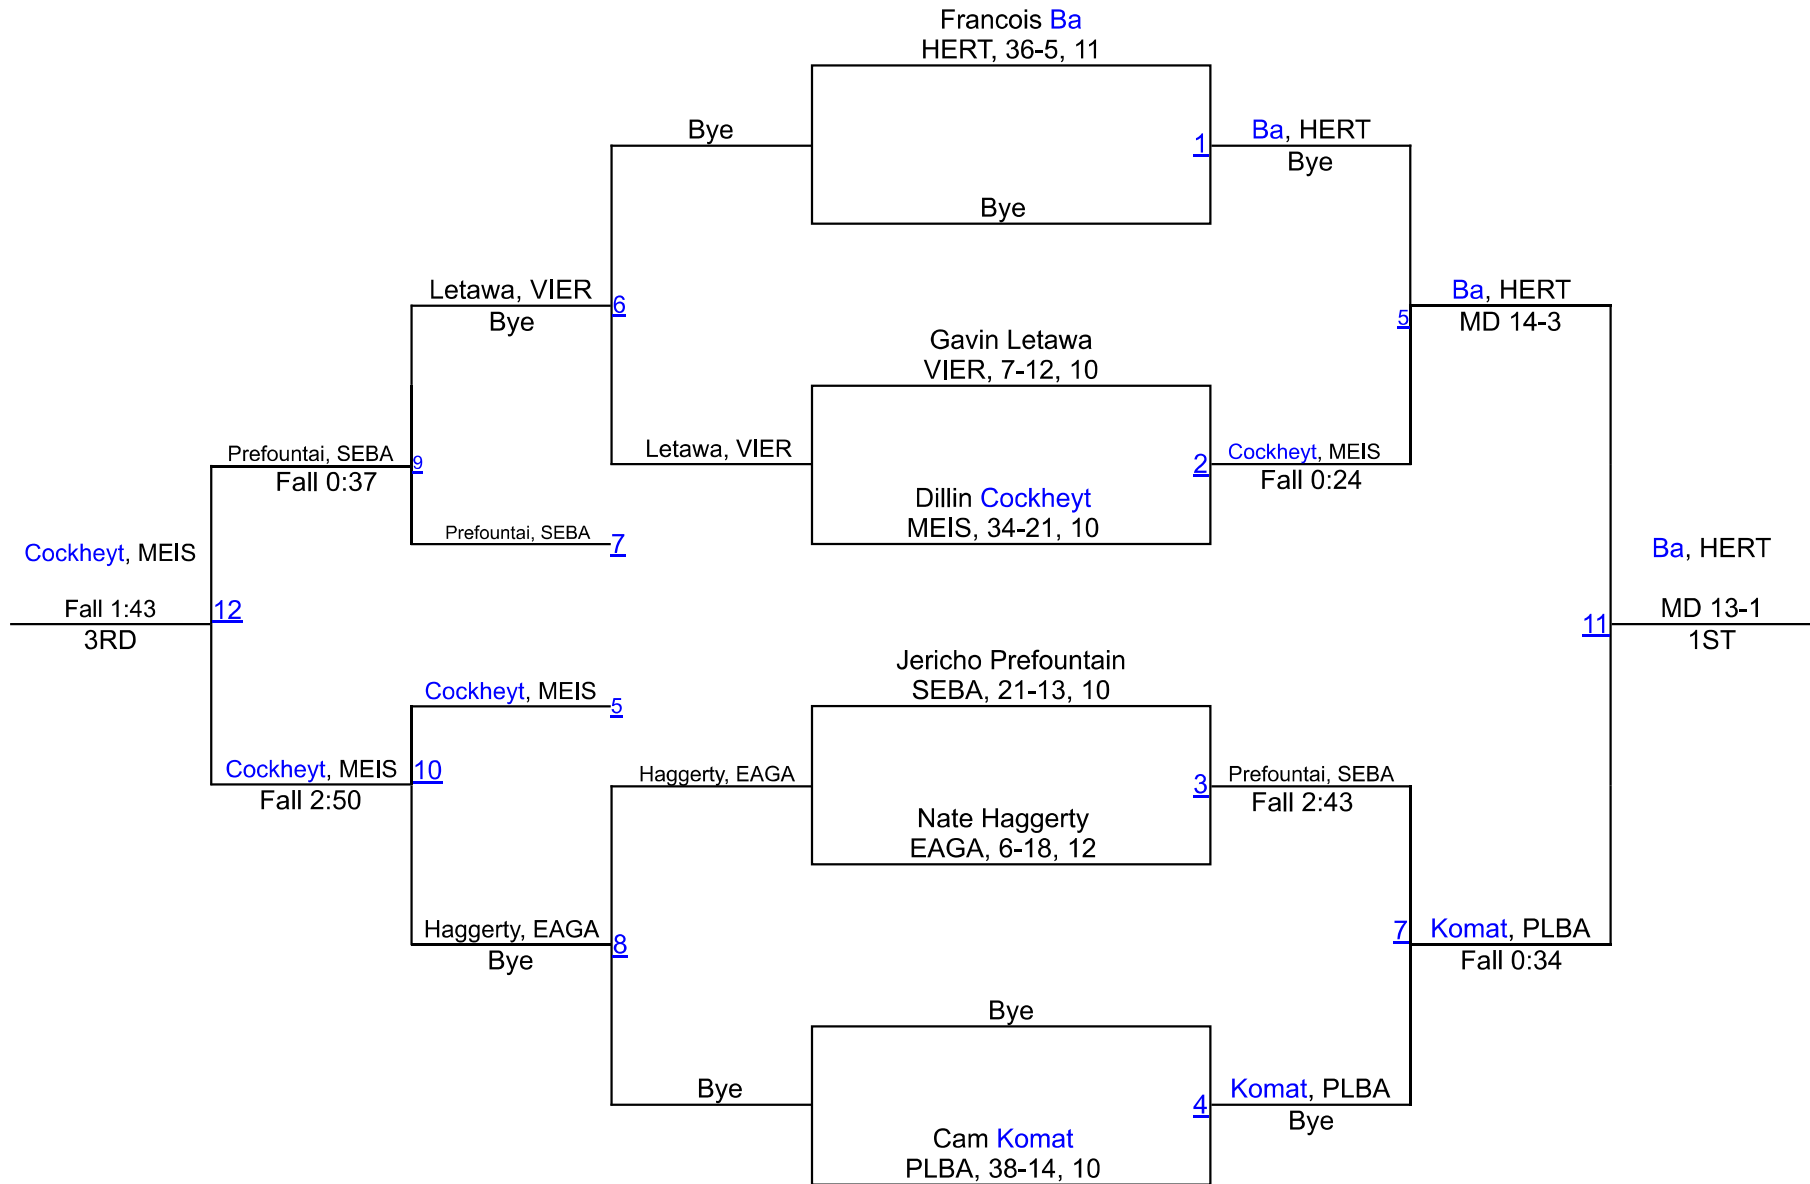 Francois Ba
HERT, 36-5, 11
Bye
1
Ba, HERT
Bye
Bye
Letawa, VIER
Bye
6
Ba, HERT
MD 14-3
5
Gavin Letawa
VIER, 7-12, 10
Letawa, VIER
2
Cockheyt, MEIS
Fall 0:24
Prefountai, SEBA
Fall 0:37
9
Dillin Cockheyt
MEIS, 34-21, 10
Prefountai, SEBA
7
Cockheyt, MEIS
Fall 1:43
3RD
12
Ba, HERT
MD 13-1
1ST
11
Jericho Prefountain
SEBA, 21-13, 10
Cockheyt, MEIS
5
Cockheyt, MEIS
Fall 2:50
10
Haggerty, EAGA
3
Prefountai, SEBA
Fall 2:43
Nate Haggerty
EAGA, 6-18, 12
Haggerty, EAGA
Bye
8
7
Komat, PLBA
Fall 0:34
Bye
Bye
4
Komat, PLBA
Bye
Cam Komat
PLBA, 38-14, 10